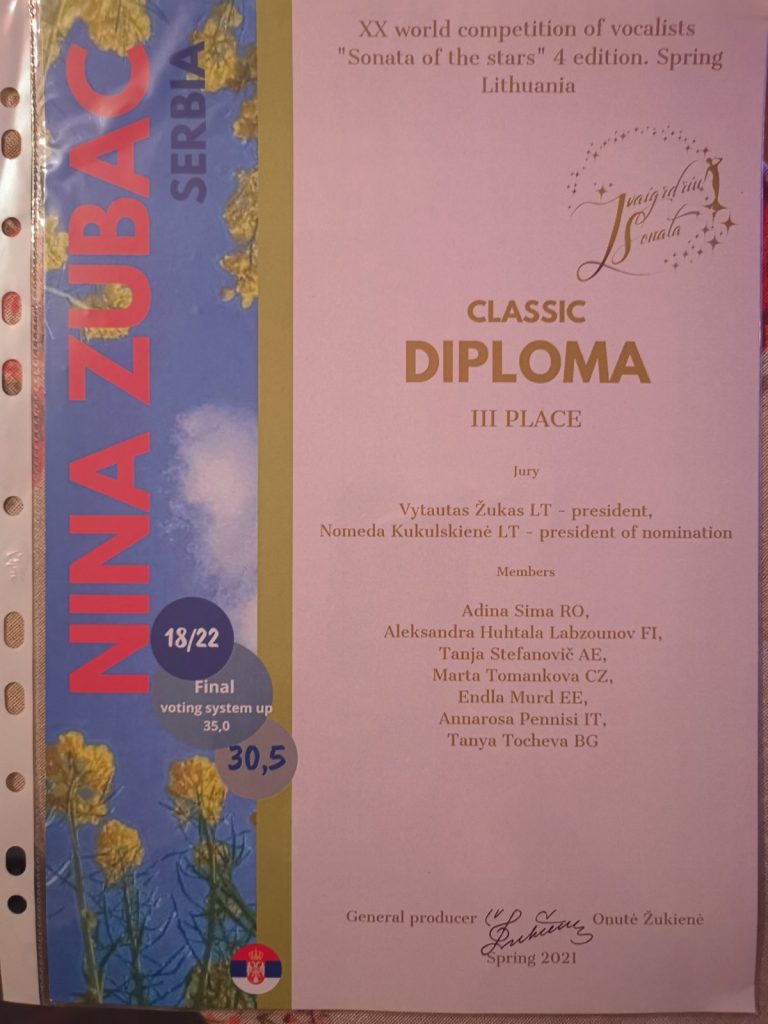 NINA ZUBAC
SERBIA
XX world competition of vocalists
"Sonata of the stars" 4 edition. Spring
Lithuania
Žvaigždžių
Sonata
CLASSIC
DIPLOMA
III PLACE
Jury
Vytautas Žukas LT - president,
Nomeda Kukulskienė LT - president of nomination
Members
Adina Sima RO,
Aleksandra Huhtala Labzounov FI,
Tanja Stefanovič AE,
Marta Tomankova CZ,
Endla Murd EE,
Annarosa Pennisi IT,
Tanya Tocheva BG
18/22
Final
voting system up
35,0
30,5
General producer Onutė Žukienė
Spring 2021